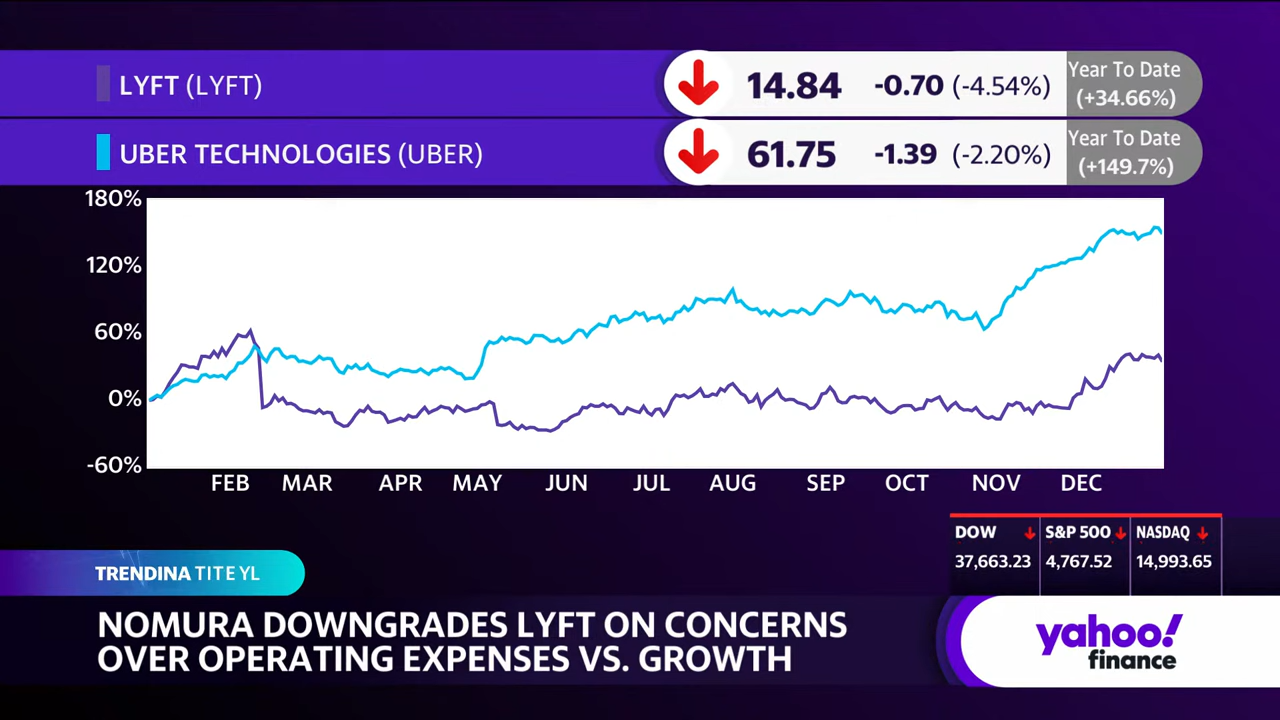 LYFT (LYFT)
14.84 -0.70 (-4.54%)
Year To Date
(+34.66%)
UBER TECHNOLOGIES (UBER)
61.75 -1.39 (-2.20%)
Year To Date
(+149.7%)
180%
120%
60%
0%
-60%
FEB MAR APR MAY JUN JUL AUG SEP OCT NOV DEC
DOW S&P 500 NASDAQ
37,663.23 4,767.52 14,993.65
TRENDINA TITE YL
NOMURA DOWNGRADES LYFT ON CONCERNS
OVER OPERATING EXPENSES VS. GROWTH
yahoo!
finance